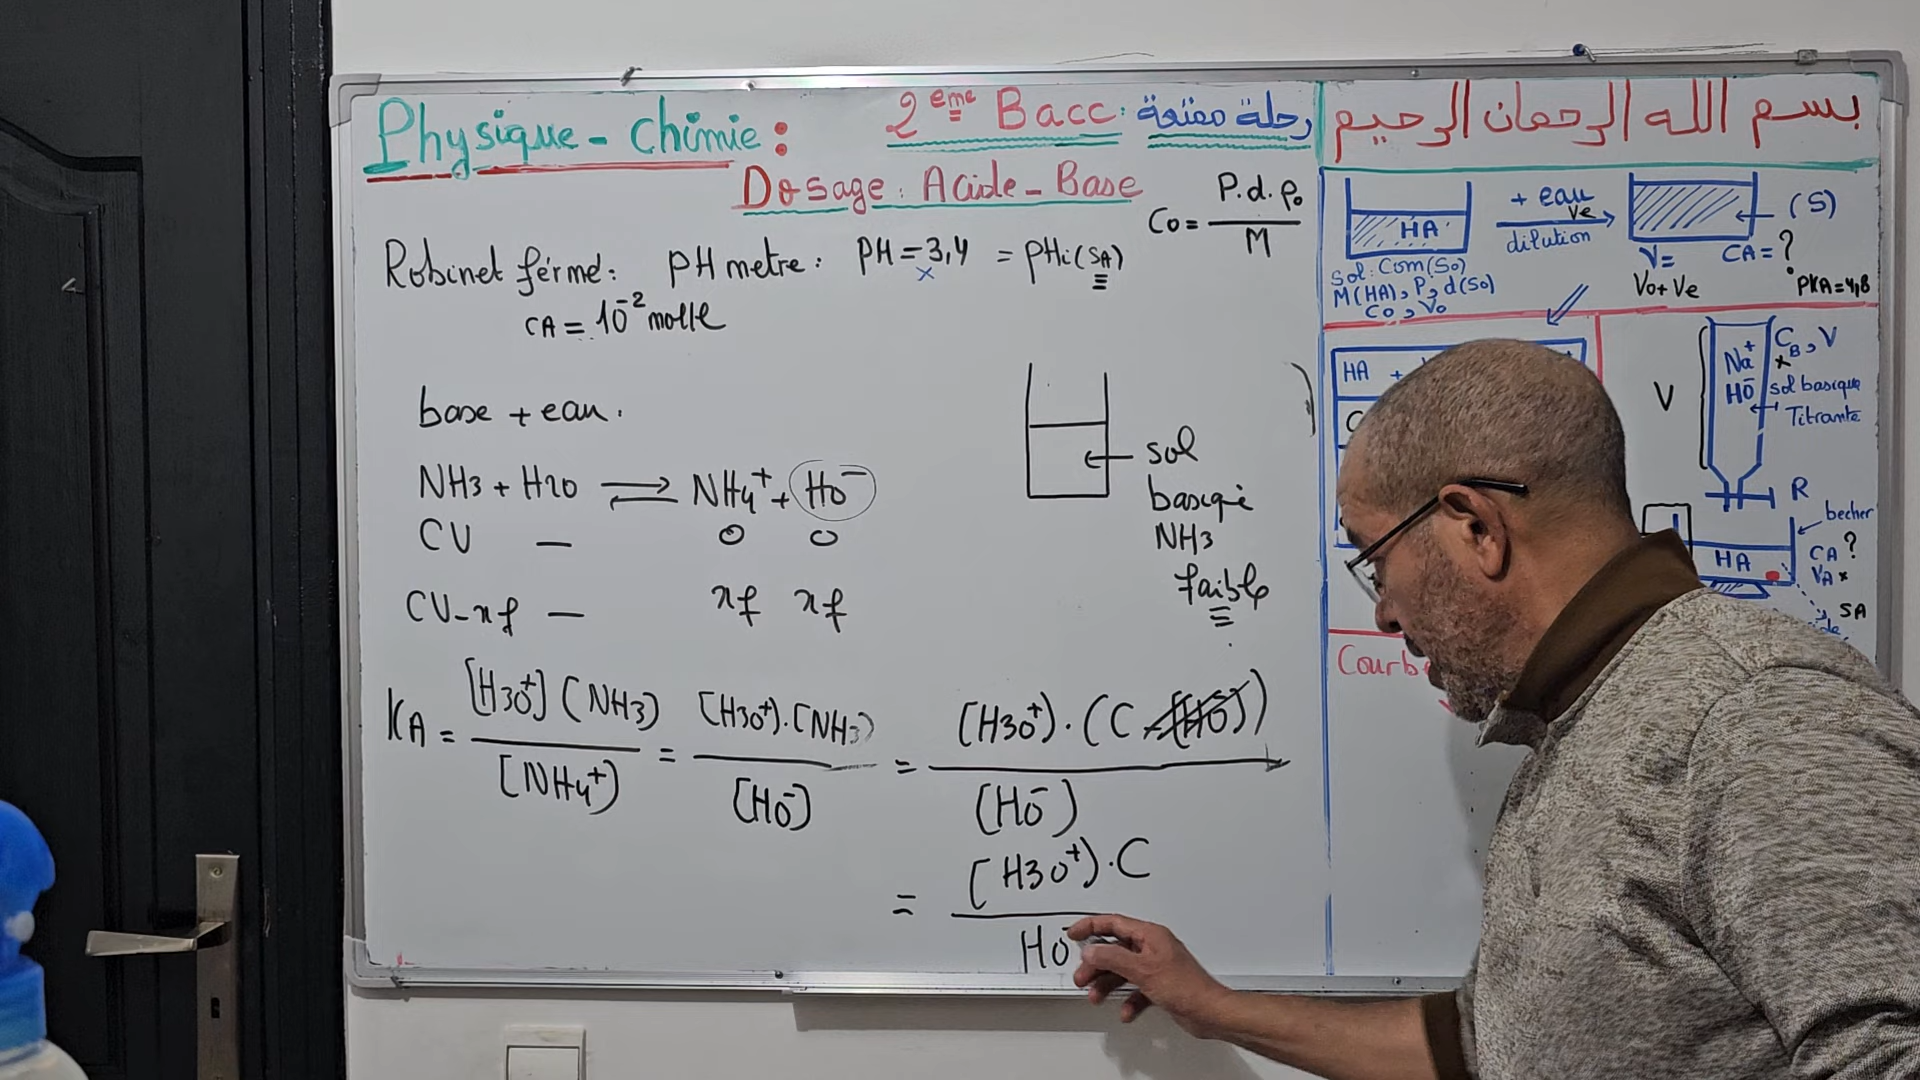 Physique - Chimie :
2 eme Bacc : رحلة ممتعة
بسم الله الرحمان الرحيم
Dosage : Acide - Base
Co = P.d.ρo / M
Robinet fermé : pH metre : PH = 3,4 = pHi (SA)
x
CA = 10^-2 mol/l
base + eau .
NH3 + H2O ⇌ NH4+ + HO-
CV — o o
CV - xf — xf xf
sol
basique
NH3
faible
KA = [H3O+] (NH3) / [NH4+) = (H3O+).(NH3) / [HO-) = (H3O+).(C - [HO-]) / (HO-)
= [H3O+).C / HO-
HA
+ eau
Ve
dilution
(S)
Sol : Com (So)
M(HA), P, d(So)
Co, Vo
V =
Vo + Ve
CA = ?
PKA = 4,8
HA +
C
V
Na+
HO-
CB, V
x
sol basique
Titrante
R
becher
HA
CA ?
VA x
SA
Courb